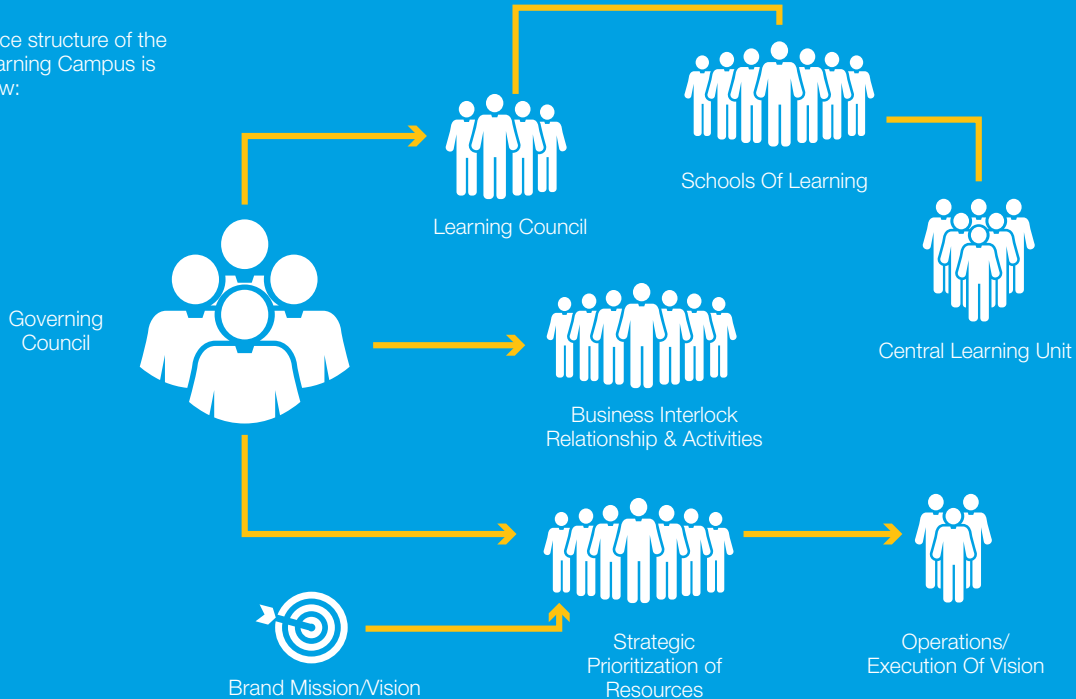 ce structure of the
arning Campus is
w:
Schools Of Learning
Learning Council
Governing
Council
Central Learning Unit
Business Interlock
Relationship & Activities
Strategic
Prioritization of
Resources
Operations/
Execution Of Vision
Brand Mission/Vision